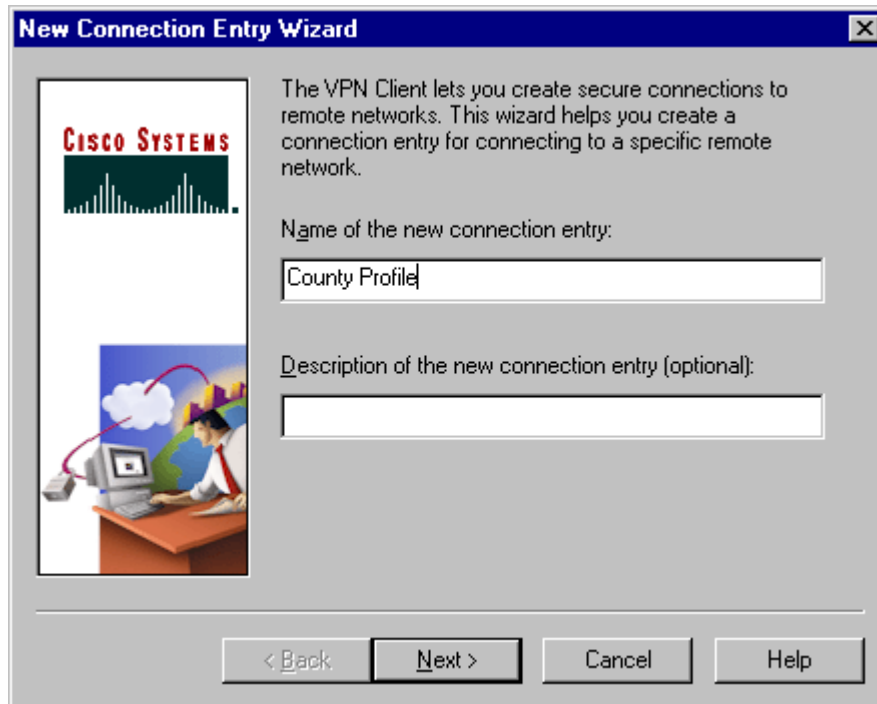 New Connection Entry Wizard
CISCO SYSTEMS
The VPN Client lets you create secure connections to
remote networks. This wizard helps you create a
connection entry for connecting to a specific remote
network.
Name of the new connection entry:
County Profile
Description of the new connection entry (optional):
< Back
Next >
Cancel
Help